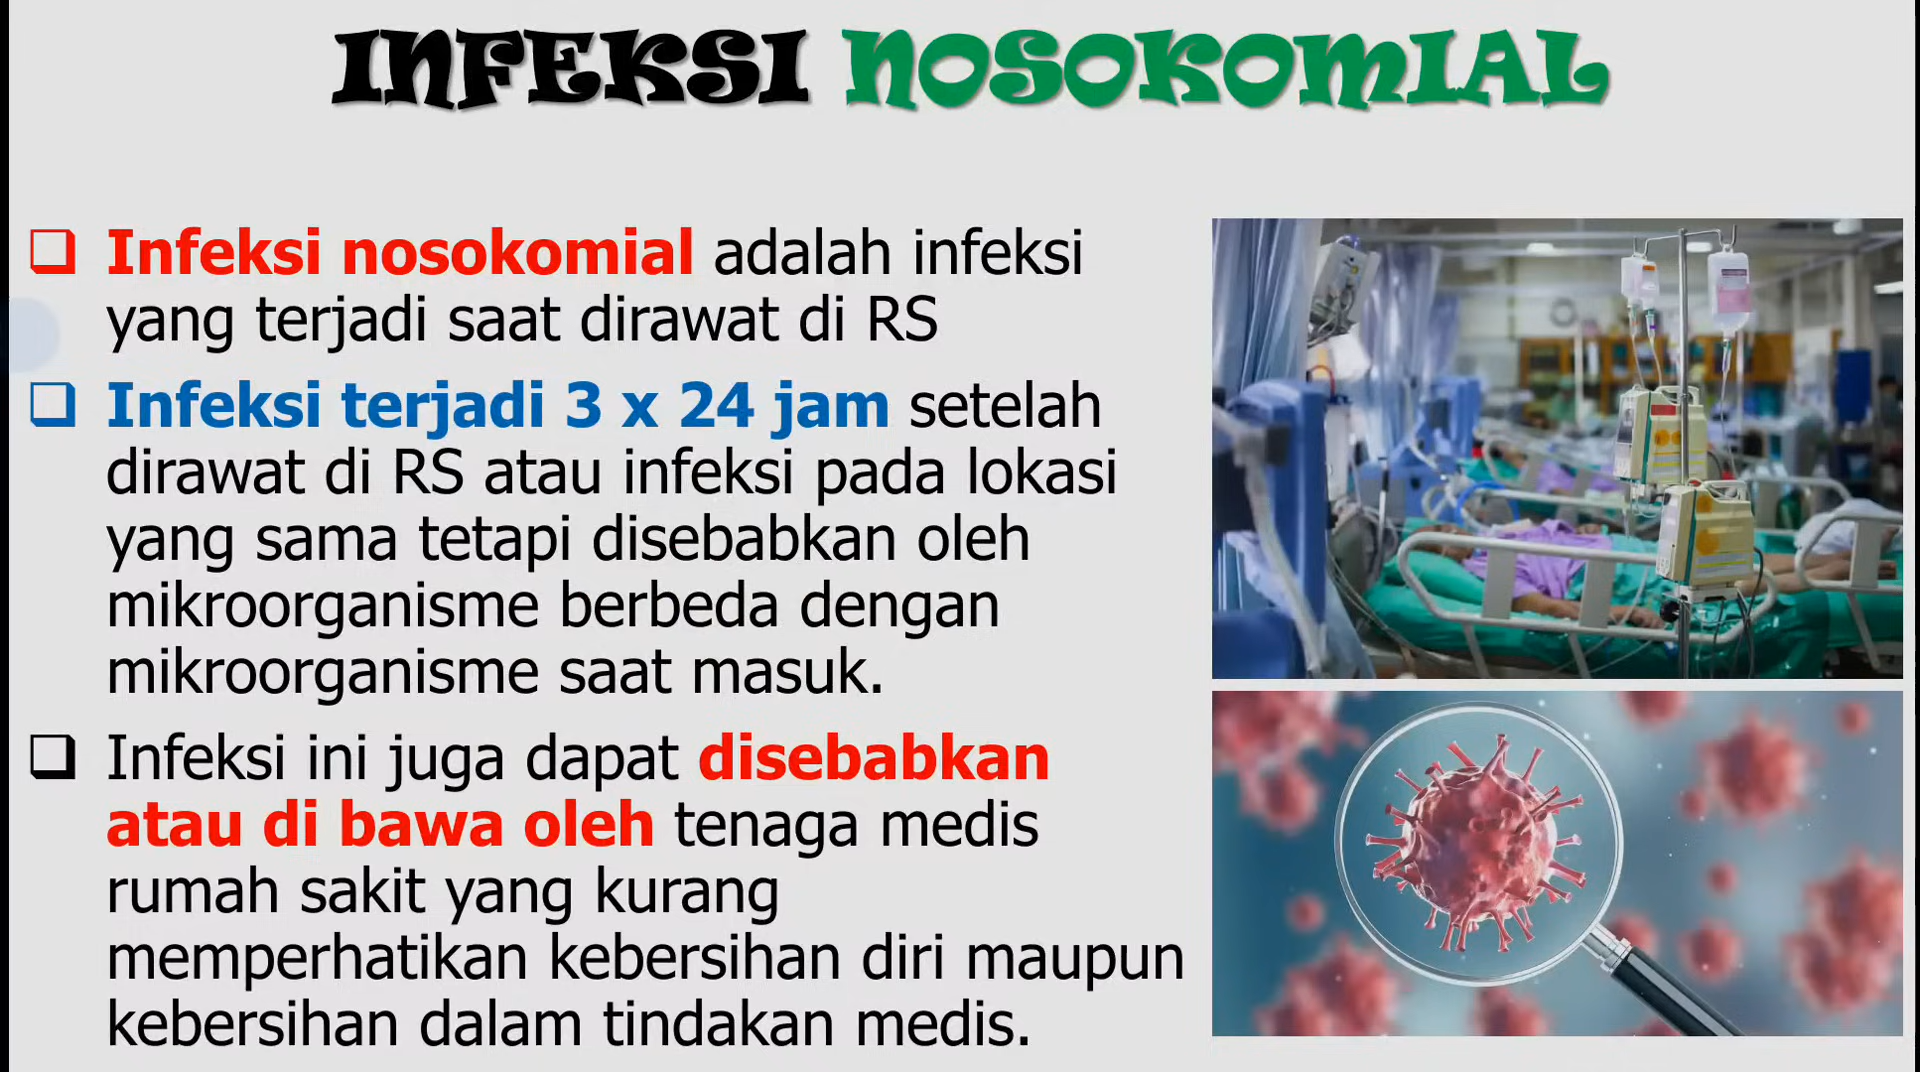 INFEKSI NOSOKOMIAL
Infeksi nosokomial adalah infeksi
yang terjadi saat dirawat di RS
Infeksi terjadi 3 x 24 jam setelah
dirawat di RS atau infeksi pada lokasi
yang sama tetapi disebabkan oleh
mikroorganisme berbeda dengan
mikroorganisme saat masuk.
Infeksi ini juga dapat disebabkan
atau di bawa oleh tenaga medis
rumah sakit yang kurang
memperhatikan kebersihan diri maupun
kebersihan dalam tindakan medis.